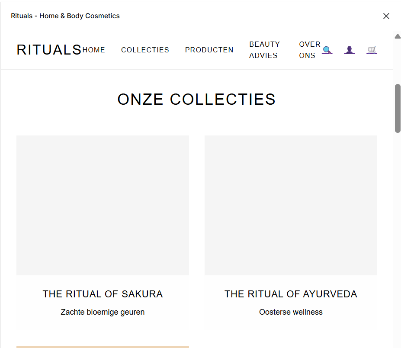 Rituals - Home & Body Cosmetics
RITUALS
HOME
COLLECTIES
PRODUCTEN
BEAUTY
ADVIES
OVER
ONS
ONZE COLLECTIES
THE RITUAL OF SAKURA
Zachte bloemige geuren
THE RITUAL OF AYURVEDA
Oosterse wellness